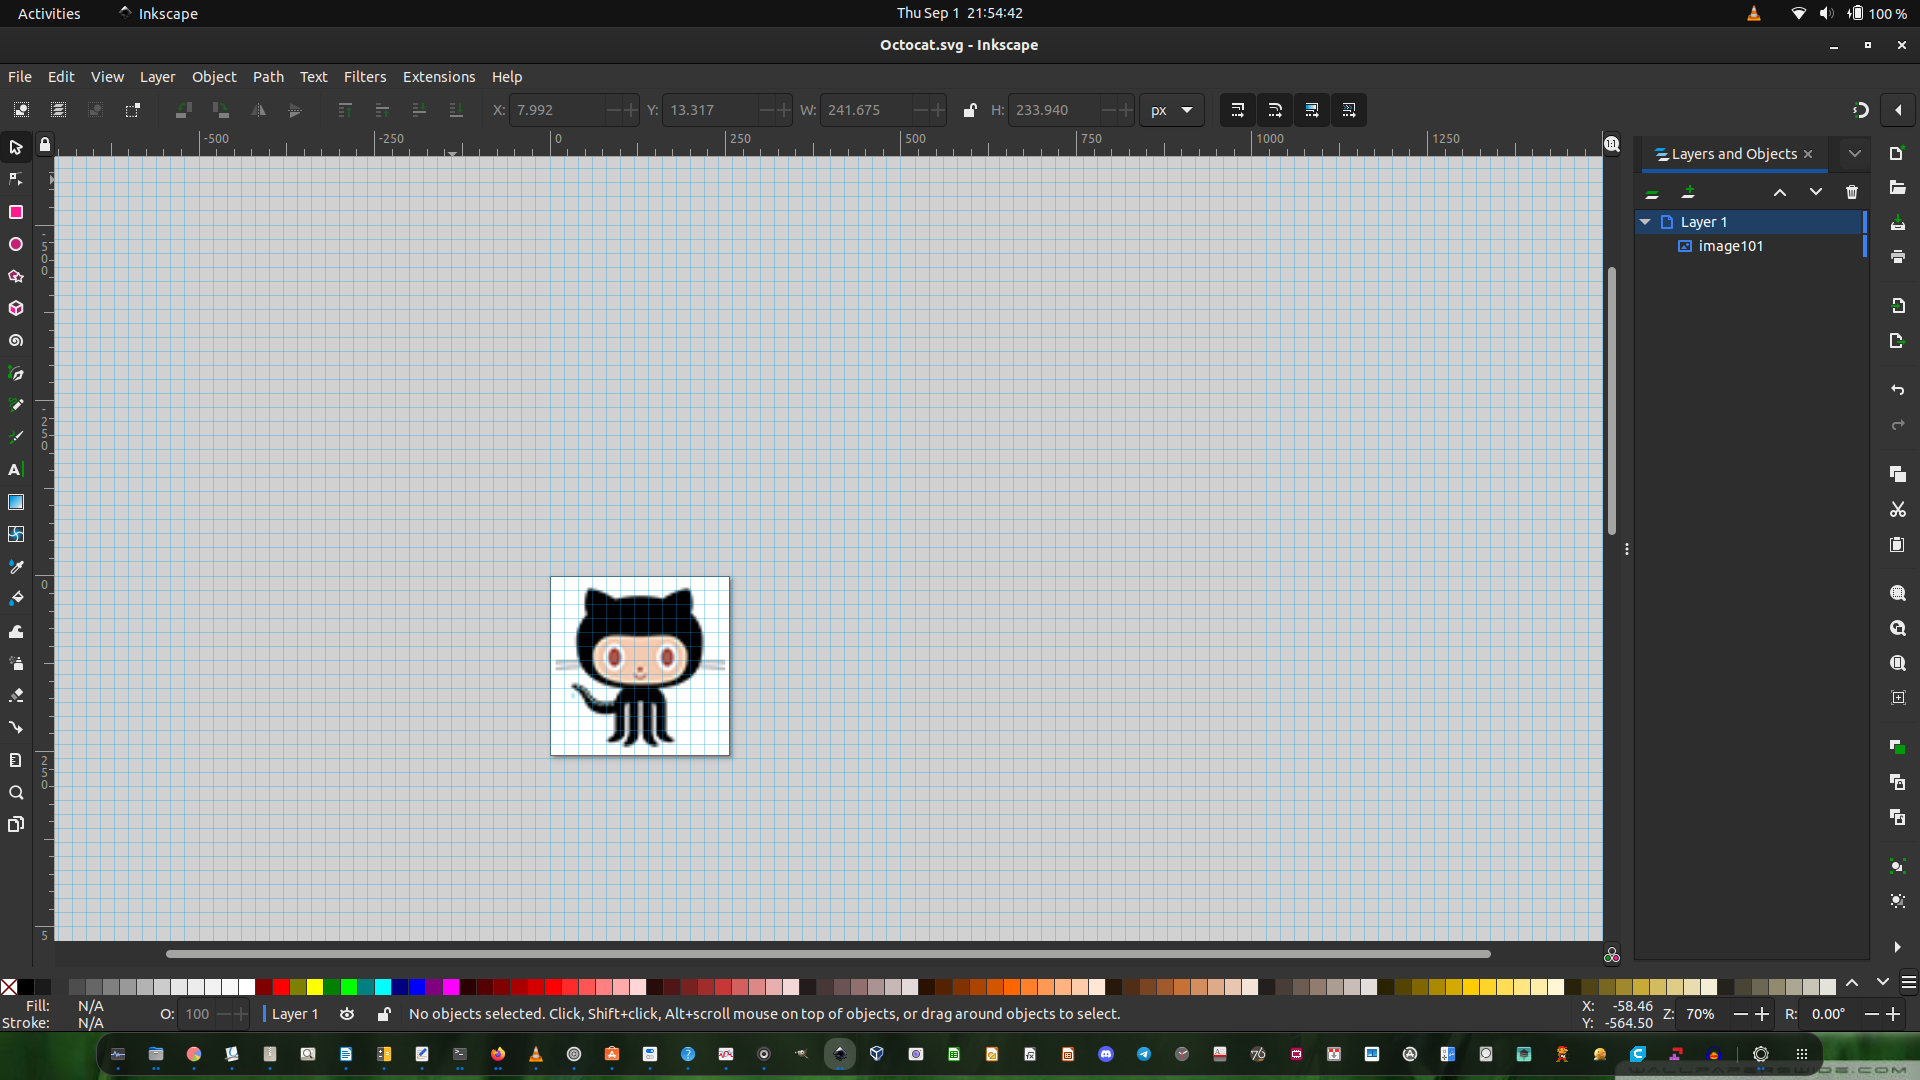 Activities Inkscape Thu Sep 1 21:54:42 100 %
Octocat.svg - Inkscape
File Edit View Layer Object Path Text Filters Extensions Help
X: 7.992 Y: 13.317 W: 241.675 H: 233.940 px
-500 -250 0 250 500 750 1000 1250
Layers and Objects
Layer 1
image101
-500
-250
0
250
5
Fill: N/A
Stroke: N/A
O: 100
Layer 1
No objects selected. Click, Shift+click, Alt+scroll mouse on top of objects, or drag around objects to select.
X: -58.46
Y: -564.50
Z: 70% R: 0.00°
76
WALLPAPERSWIDE.COM